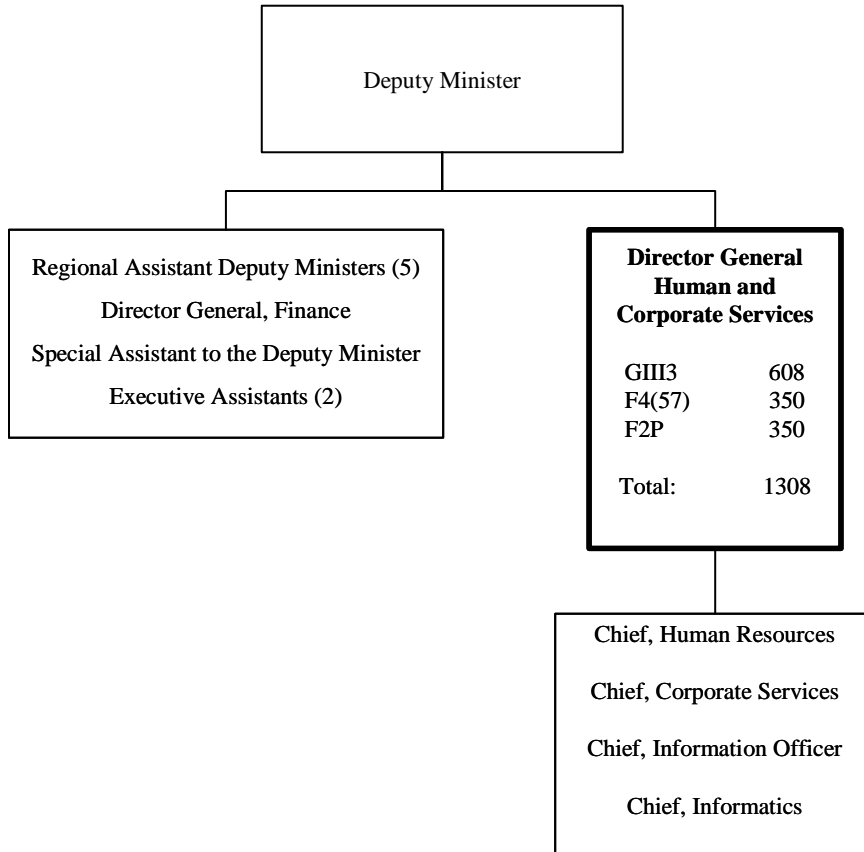 Deputy Minister
Regional Assistant Deputy Ministers (5)
Director General, Finance
Special Assistant to the Deputy Minister
Executive Assistants (2)
Director General
Human and
Corporate Services
GIII3 608
F4(57) 350
F2P 350
Total: 1308
Chief, Human Resources
Chief, Corporate Services
Chief, Information Officer
Chief, Informatics